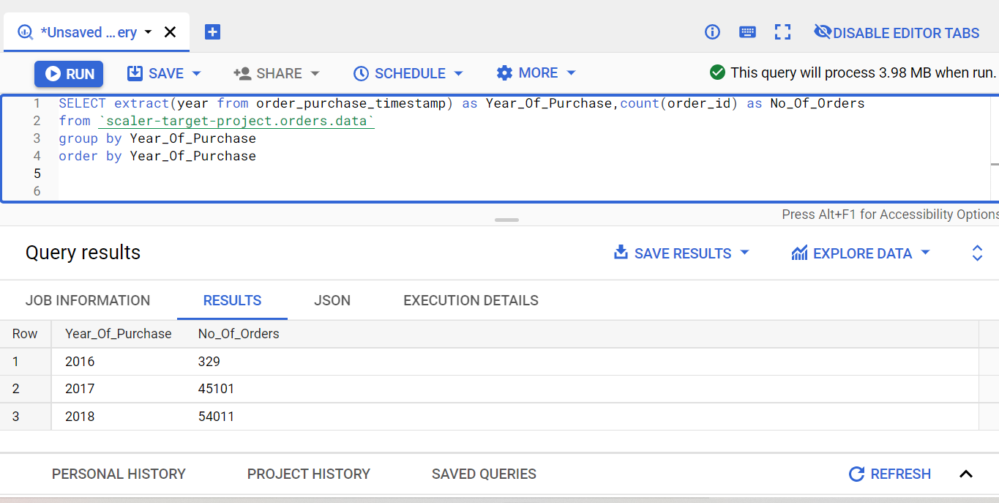 *Unsaved ...ery
DISABLE EDITOR TABS
RUN SAVE SHARE SCHEDULE MORE This query will process 3.98 MB when run.
1 SELECT extract(year from order_purchase_timestamp) as Year_Of_Purchase,count(order_id) as No_Of_Orders
2 from `scaler-target-project.orders.data`
3 group by Year_Of_Purchase
4 order by Year_Of_Purchase
5
6
Press Alt+F1 for Accessibility Options
Query results SAVE RESULTS EXPLORE DATA
JOB INFORMATION RESULTS JSON EXECUTION DETAILS
Row Year_Of_Purchase No_Of_Orders
1 2016 329
2 2017 45101
3 2018 54011
PERSONAL HISTORY PROJECT HISTORY SAVED QUERIES REFRESH